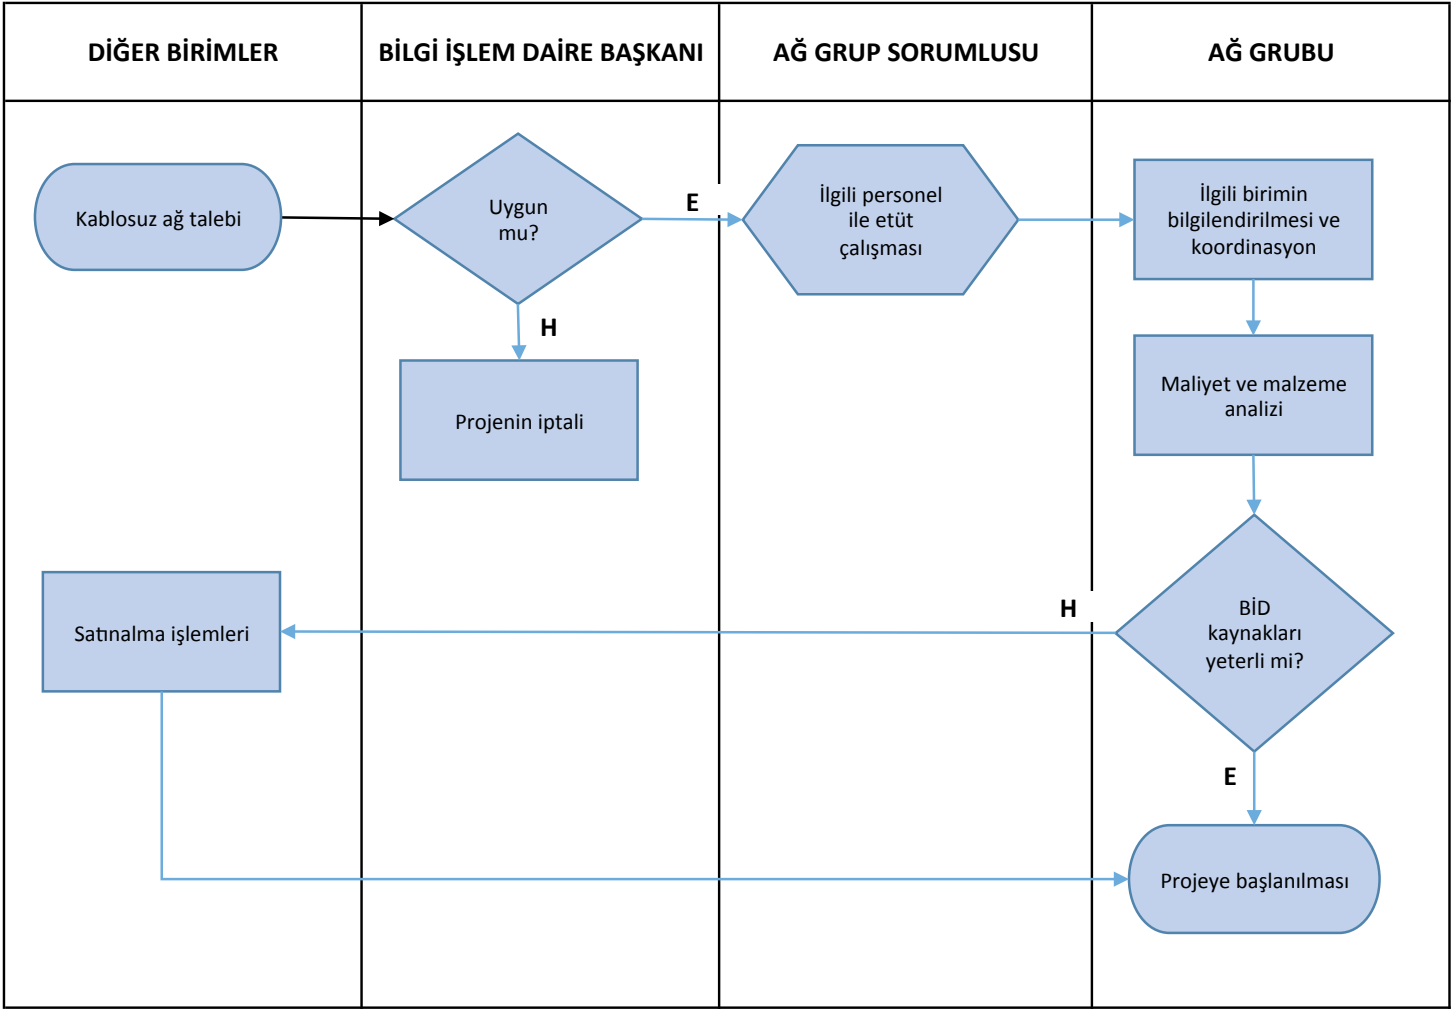 DİĞER BİRİMLER
BİLGİ İŞLEM DAİRE BAŞKANI
AĞ GRUP SORUMLUSU
AĞ GRUBU
Kablosuz ağ talebi
Uygun
mu?
E
İlgili personel
ile etüt
çalışması
İlgili birimin
bilgilendirilmesi ve
koordinasyon
H
Projenin iptali
Maliyet ve malzeme
analizi
Satınalma işlemleri
H
BİD
kaynakları
yeterli mi?
E
Projeye başlanılması